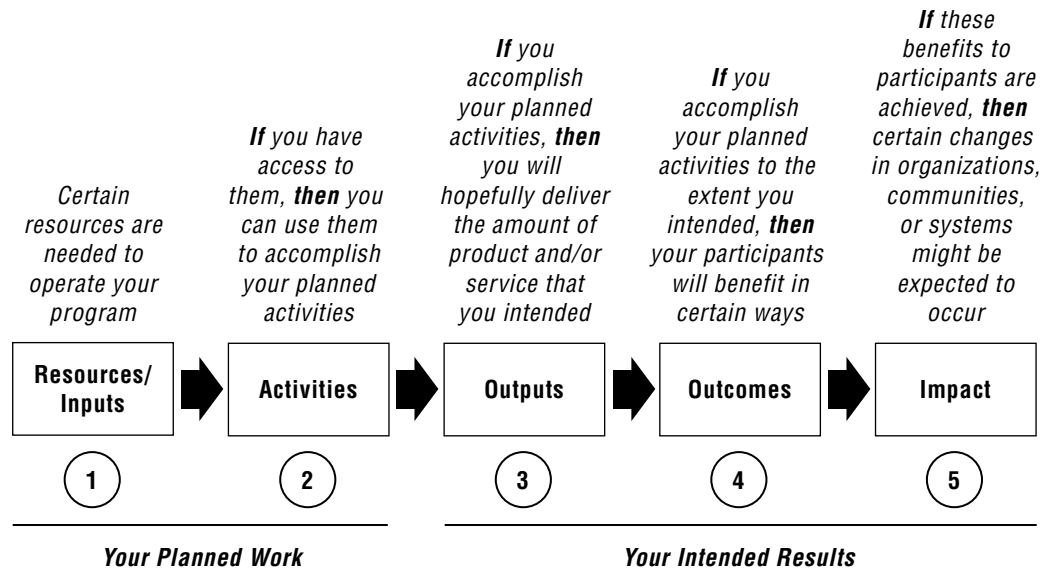 Certain
resources are
needed to
operate your
program
If you have
access to
them, then you
can use them
to accomplish
your planned
activities
If you
accomplish
your planned
activities, then
you will
hopefully deliver
the amount of
product and/or
service that
you intended
If you
accomplish
your planned
activities to the
extent you
intended, then
your participants
will benefit in
certain ways
If these
benefits to
participants are
achieved, then
certain changes
in organizations,
communities,
or systems
might be
expected to
occur
Resources/
Inputs
Activities
Outputs
Outcomes
Impact
1
2
3
4
5
Your Planned Work
Your Intended Results